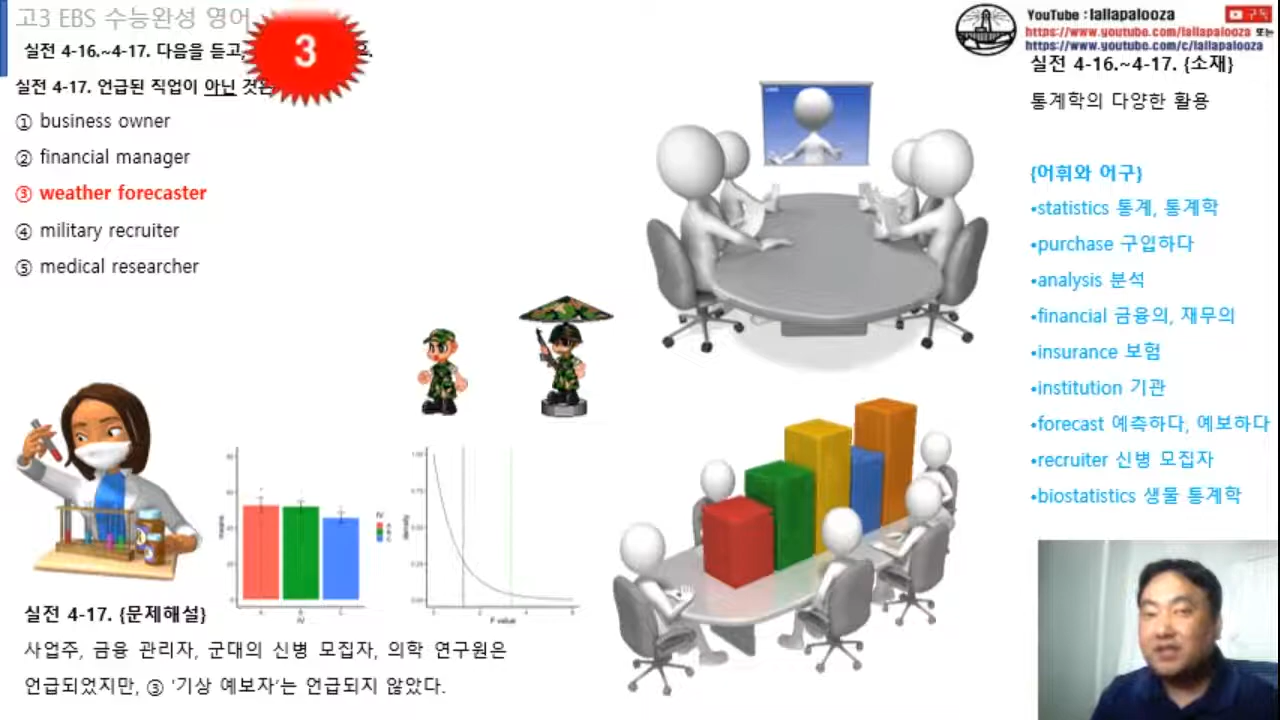 고3 EBS 수능완성 영어
실전 4-16.~4-17. 다음을 듣고,
3
실전 4-17. 언급된 직업이 아닌 것은
① business owner
② financial manager
③ weather forecaster
④ military recruiter
⑤ medical researcher
실전 4-17. {문제해설}
사업주, 금융 관리자, 군대의 신병 모집자, 의학 연구원은
언급되었지만, ③ '기상 예보자'는 언급되지 않았다.
YouTube : lallapalooza
구독
https://www.youtube.com/lallapalooza 또는
https://www.youtube.com/c/lallapalooza
실전 4-16.~4-17. {소재}
통계학의 다양한 활용
{어휘와 어구}
•statistics 통계, 통계학
•purchase 구입하다
•analysis 분석
•financial 금융의, 재무의
•insurance 보험
•institution 기관
•forecast 예측하다, 예보하다
•recruiter 신병 모집자
•biostatistics 생물 통계학
F value